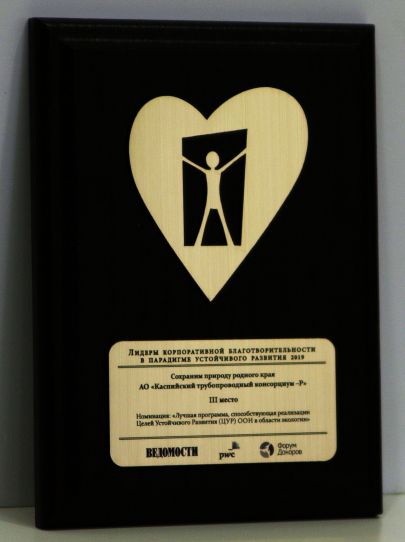 ЛИДЕРЫ КОРПОРАТИВНОЙ БЛАГОТВОРИТЕЛЬНОСТИ
В ПАРАДИГМЕ УСТОЙЧИВОГО РАЗВИТИЯ 2019
Сохраним природу родного края
АО «Каспийский трубопроводный консорциум –Р»
III место
Номинация: «Лучшая программа, способствующая реализации
Целей Устойчивого Развития (ЦУР) ООН в области экологии»
ВЕДОМОСТИ
pwc
Форум
Доноров